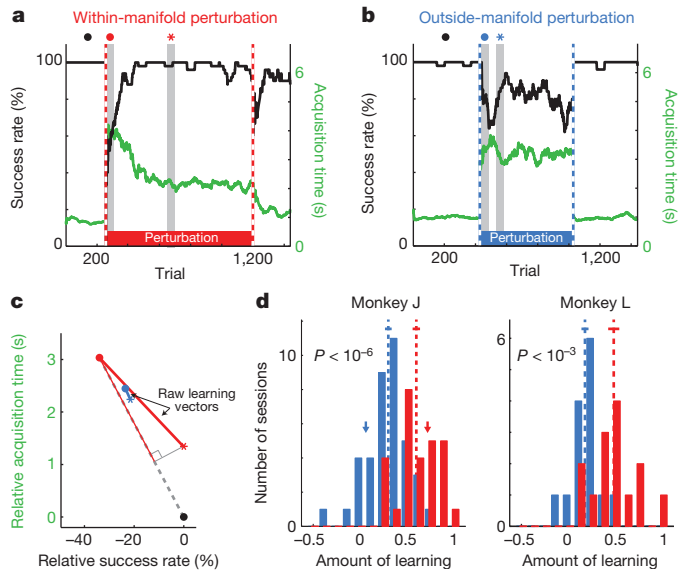 a Within-manifold perturbation
Success rate (%)
100
0
6
0
Acquisition time (s)
Perturbation
200
1,200
Trial
b Outside-manifold perturbation
Success rate (%)
100
0
6
0
Acquisition time (s)
Perturbation
200
1,200
Trial
c
Relative acquisition time (s)
3
2
1
0
Raw learning
vectors
−40
−20
0
Relative success rate (%)
d
Monkey J
Number of sessions
10
0
P < 10⁻⁶
−0.5
0
0.5
1
Amount of learning
Monkey L
6
0
P < 10⁻³
−0.5
0
0.5
1
Amount of learning